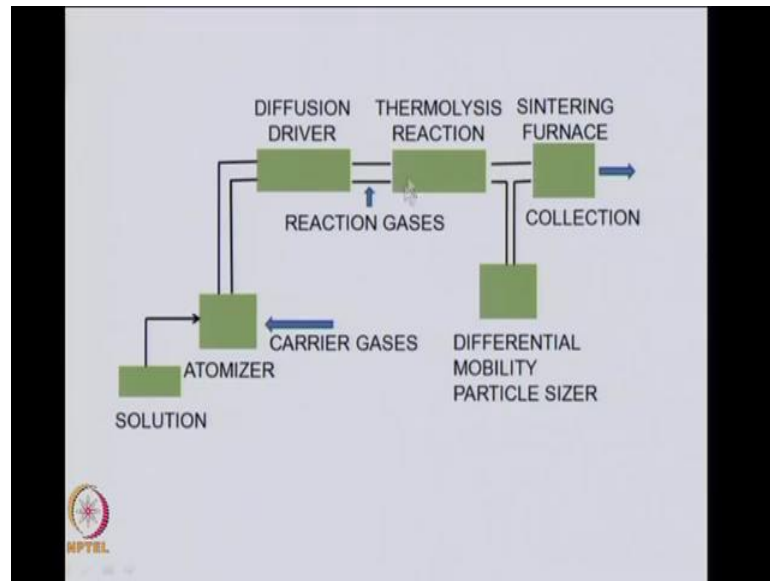 DIFFUSION
DRIVER
THERMOLYSIS
REACTION
SINTERING
FURNACE
REACTION GASES
COLLECTION
CARRIER GASES
ATOMIZER
SOLUTION
DIFFERENTIAL
MOBILITY
PARTICLE SIZER
NPTEL